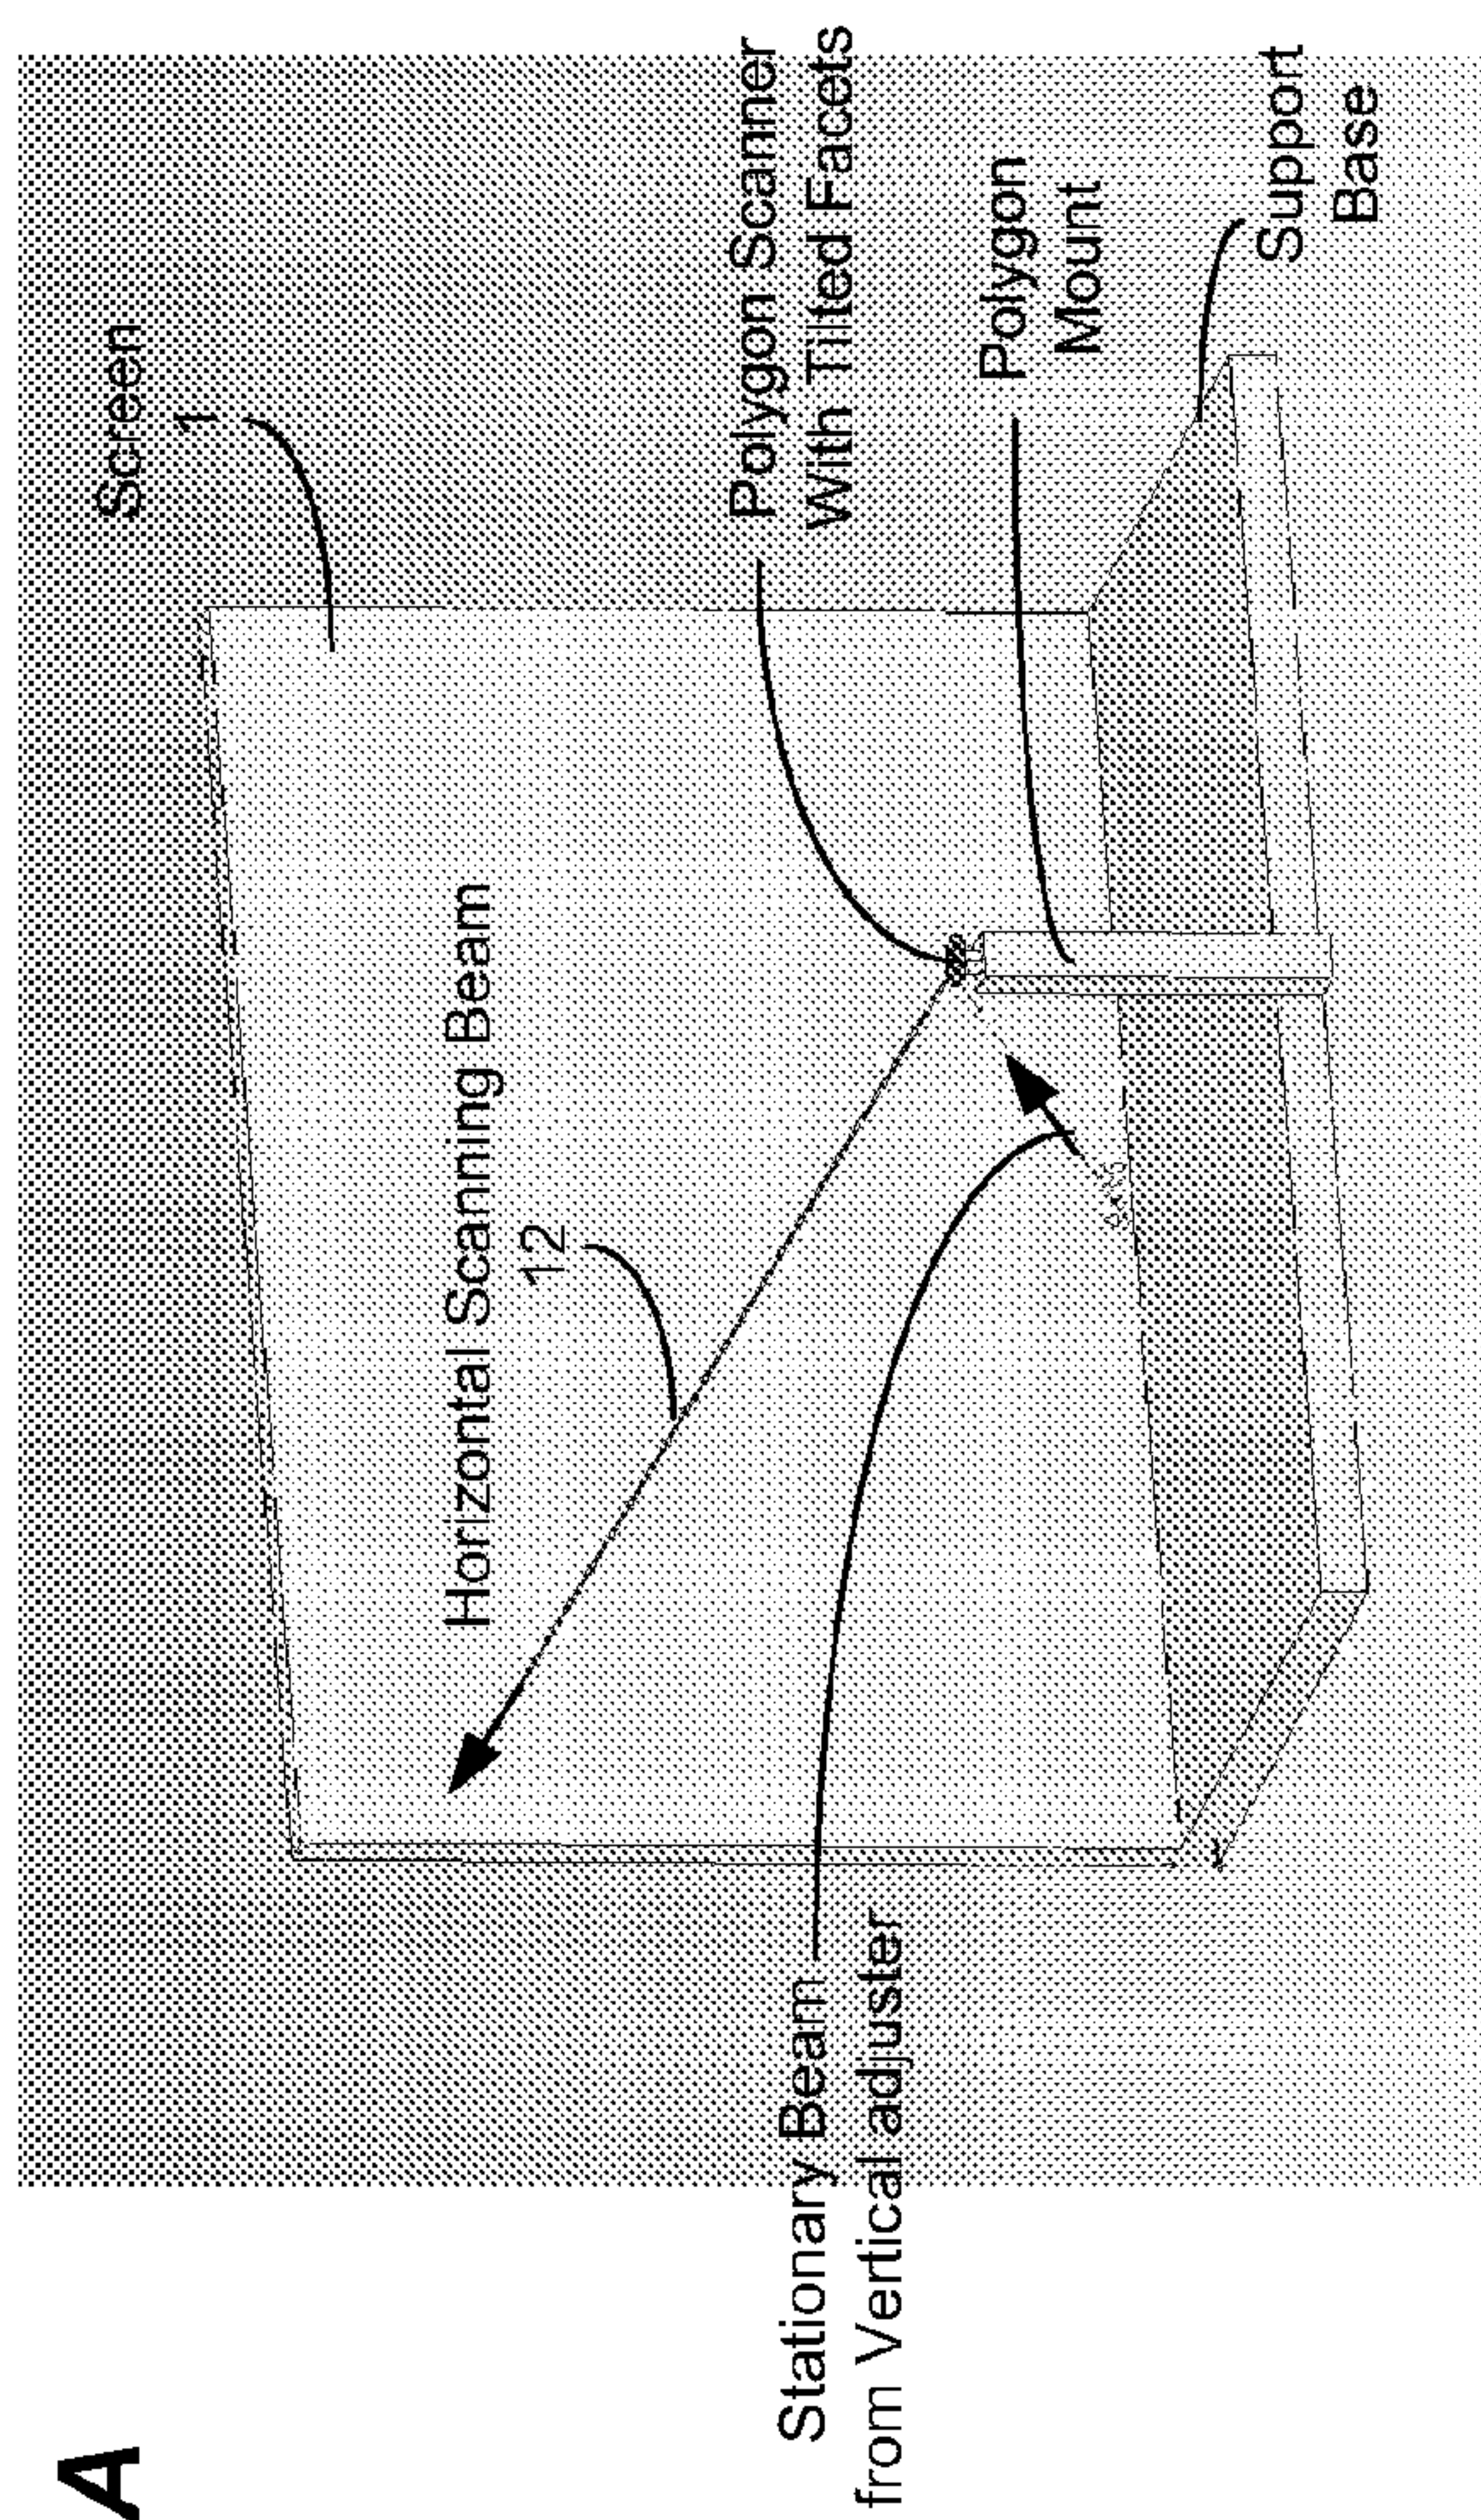 A
Screen
1
Horizontal Scanning Beam
12
Polygon Scanner
With Tilted Facets
Stationary Beam
from Vertical adjuster
Polygon
Mount
Support
Base